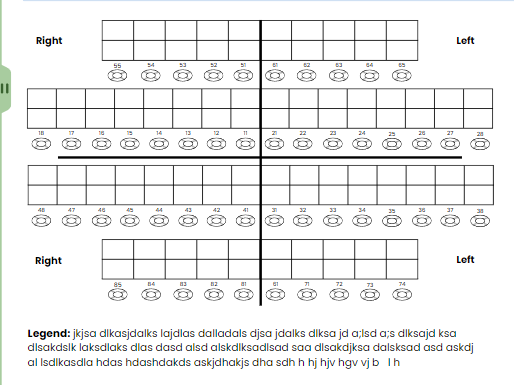 Right Left
55 54 53 52 51 61 62 63 64 65
18 17 16 15 14 13 12 11 21 22 23 24 25 26 27 28
48 47 46 45 44 43 42 41 31 32 33 34 35 36 37 38
Right Left
85 84 83 82 81 61 71 72 73 74
Legend: jkjsa dlkasjdalks lajdlas dalladals djsa jdalks dlksa jd a;lsd a;s dlksajd ksa
dlsakdslk haksdlaks dlas dasd alsd alskdlksadlsad saa dlsakdjksa dalsksad asd askdj
al lsdlkasdla hdas hdashdakds askjdhakjs dha sdh h hj hjv hgv vj b l h